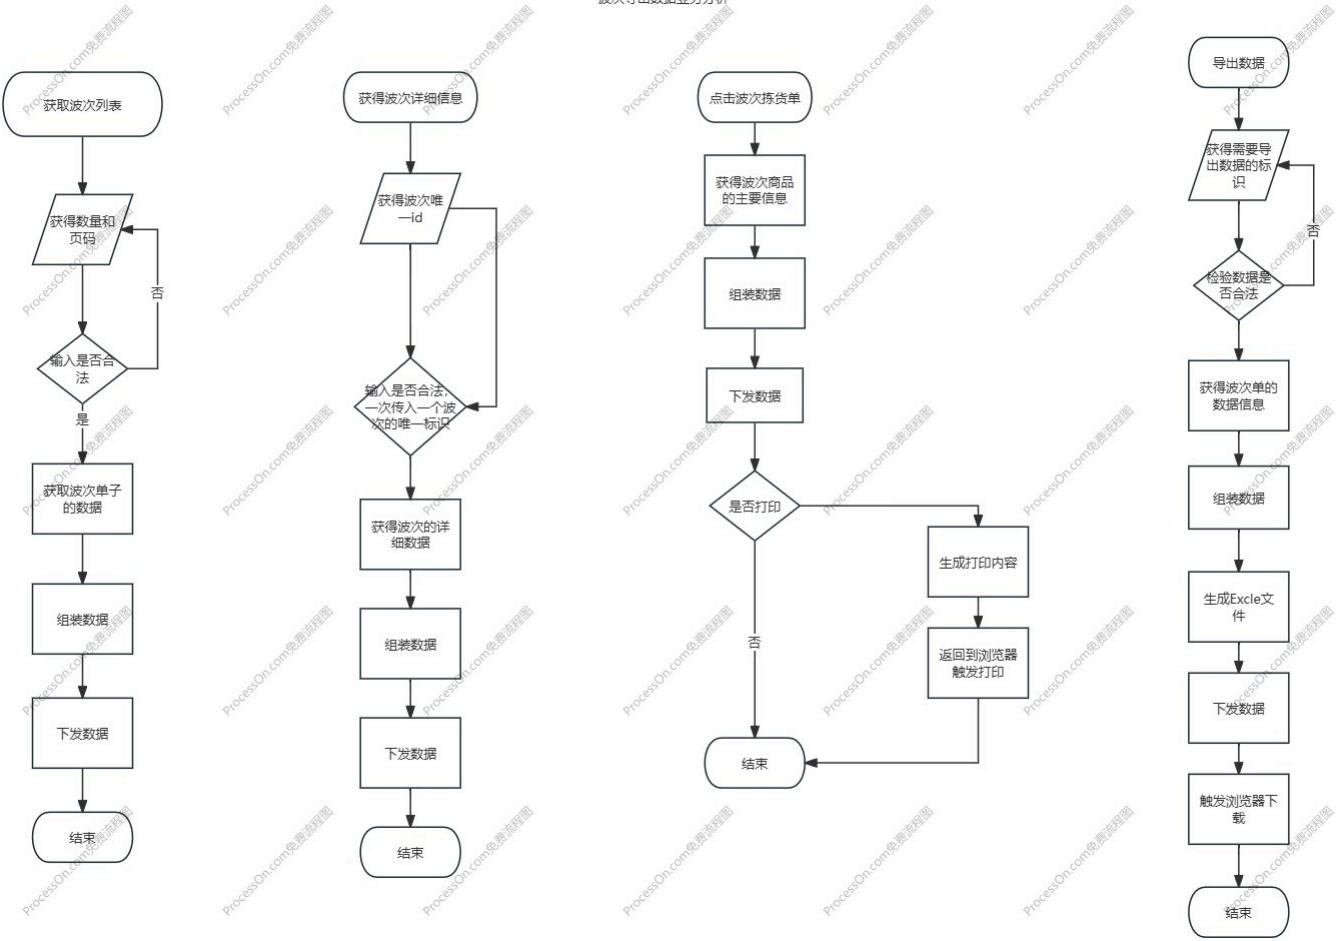 获取波次列表
获得数量和
页码
否
输入是否合
法
是
获取波次单子
的数据
组装数据
下发数据
结束
获得波次详细信息
获得波次唯
一id
输入是否合法,
一次传入一个波
次的唯一标识
获得波次的详
细数据
组装数据
下发数据
结束
点击波次拣货单
获得波次商品
的主要信息
组装数据
下发数据
是否打印
生成打印内容
返回到浏览器
触发打印
否
结束
导出数据
获得需要导
出数据的标
识
否
检验数据是
否合法
获得波次单的
数据信息
组装数据
生成Excle文
件
下发数据
触发浏览器下
载
结束
ProcessOn.com免费流程图